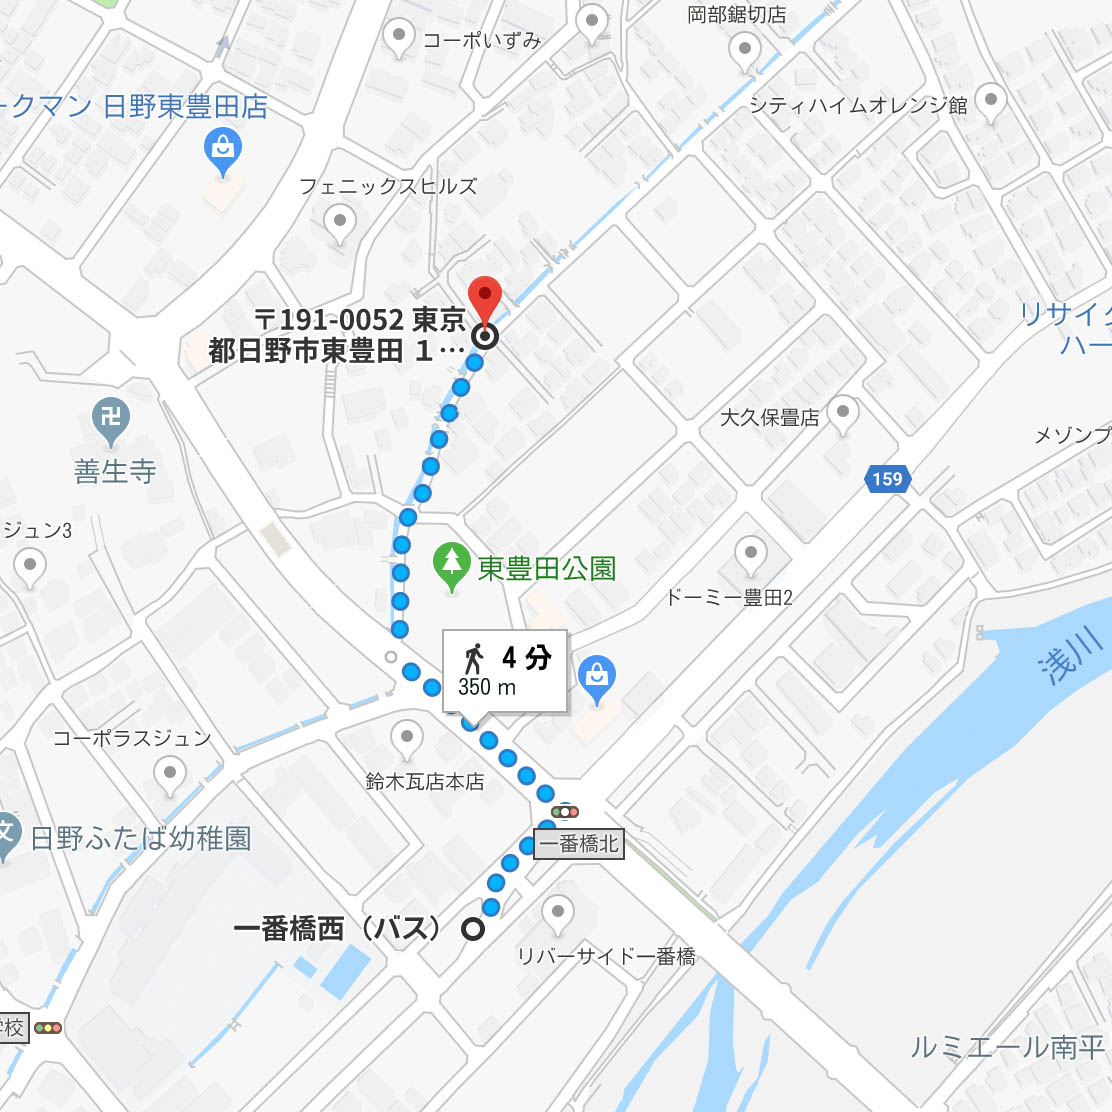 岡部鋸切店
コーポいずみ
ークマン 日野東豊田店
シティハイムオレンジ館
フェニックスヒルズ
〒191-0052 東京
都日野市東豊田 1…
リサイク
ハー
大久保畳店
メゾンプ
善生寺
159
ジュン3
東豊田公園
ドーミー豊田2
4 分
350 m
浅川
コーポラスジュン
鈴木瓦店本店
文
日野ふたば幼稚園
一番橋北
一番橋西（バス）
リバーサイド一番橋
学校
ルミエール南平